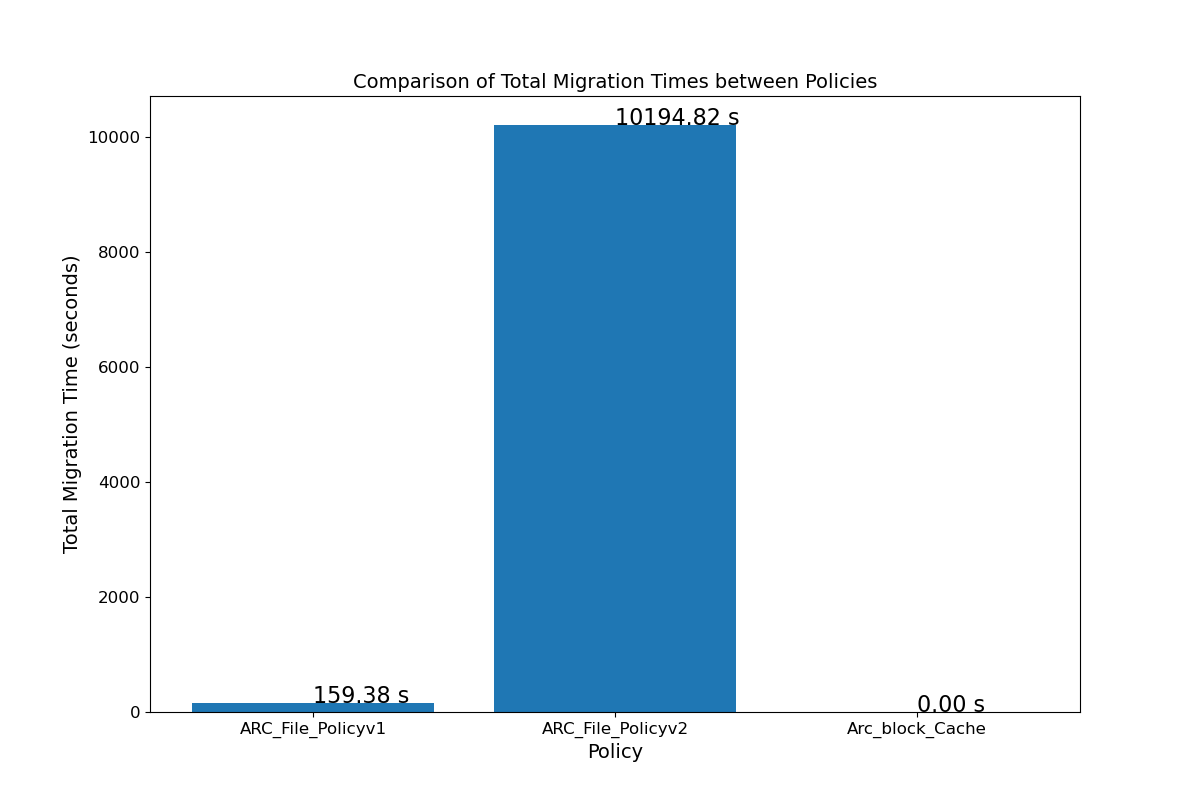 Comparison of Total Migration Times between Policies
Total Migration Time (seconds)
10000
8000
6000
4000
2000
0
159.38 s
10194.82 s
0.00 s
ARC_File_Policyv1
ARC_File_Policyv2
Arc_block_Cache
Policy